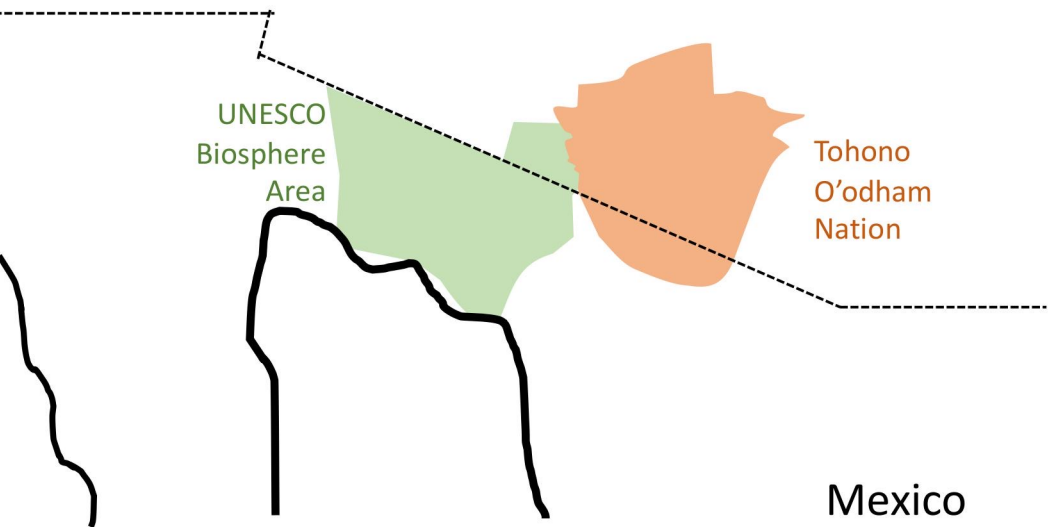 UNESCO
Biosphere
Area
Tohono
O’odham
Nation
Mexico